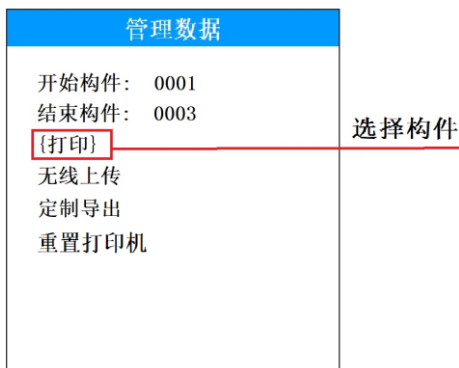 管理数据
开始构件： 0001
结束构件： 0003
{打印}
选择构件
无线上传
定制导出
重置打印机